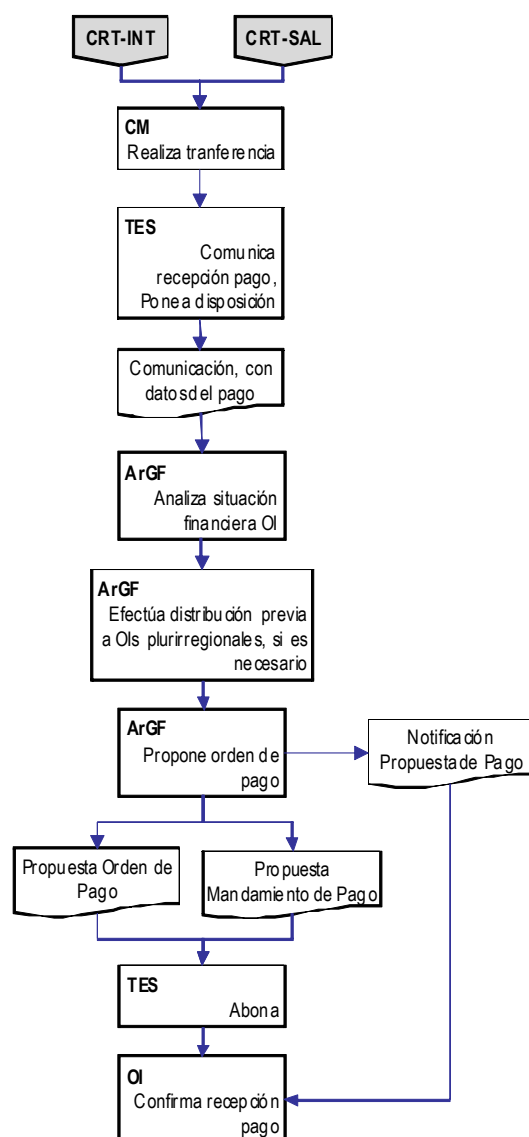 CRT-INT
CRT-SAL
CM
Realiza tranferencia
TES
Comunica
recepción pago,
Pone a disposición
Comunicación, con
datosdel pago
ArGF
Analiza situación
financiera OI
ArGF
Efectúa distribución previa
a OIs plurirregionales, si es
necesario
ArGF
Propone orden de
pago
Notificación
Propuesta de Pago
Propuesta Orden de
Pago
Propuesta
Mandamiento de Pago
TES
Abona
OI
Confirma recepción
pago